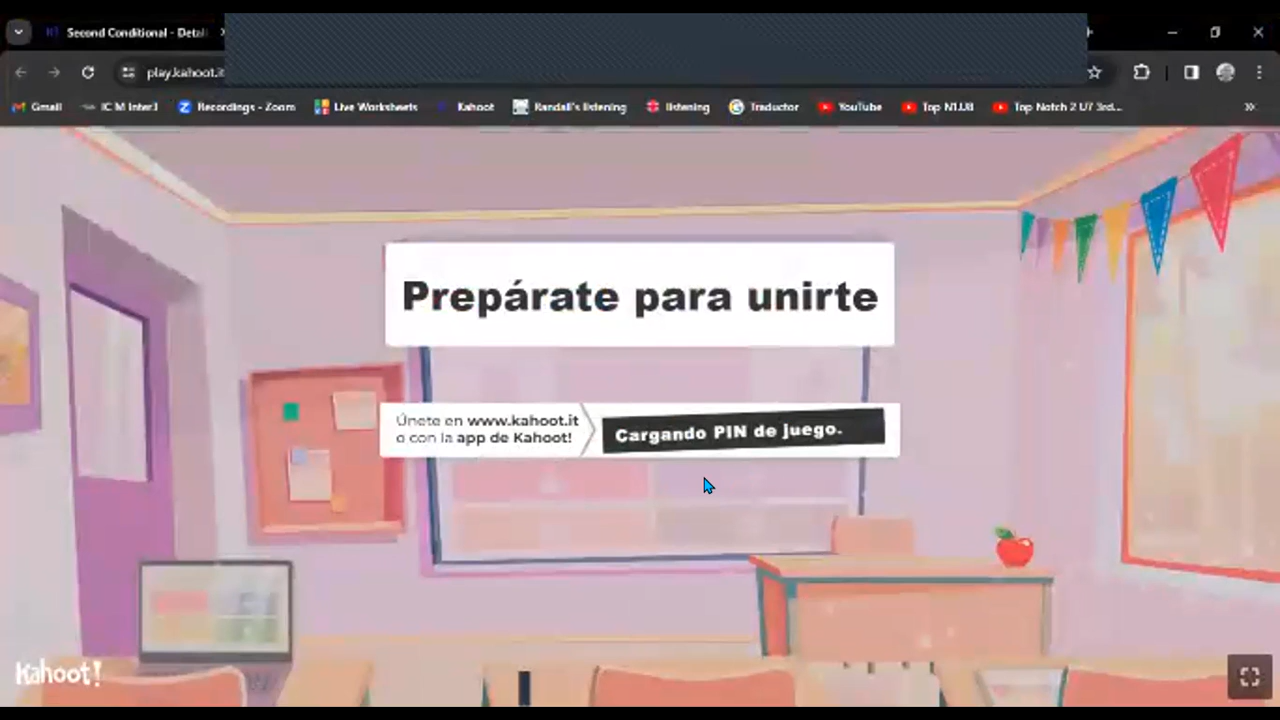 Second Conditional - Detail
play.kahoot.it
Gmail
IC M Inter1
Recordings - Zoom
Live Worksheets
Kahoot
Randall's listening
listening
Traductor
YouTube
Top N1.U8
Top Notch 2 U7 3rd...
Prepárate para unirte
Únete en www.kahoot.it
o con la app de Kahoot!
Cargando PIN de juego.
Kahoot!